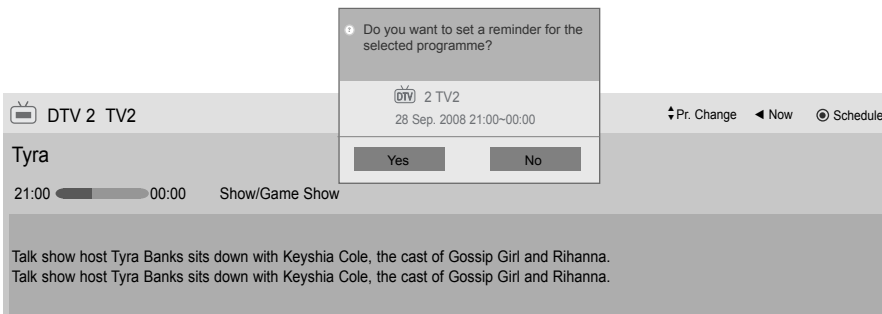 Do you want to set a reminder for the
selected programme?
DTV 2 TV2
28 Sep. 2008 21:00~00:00
Yes No
DTV 2 TV2
Pr. Change Now Schedule
Tyra
21:00 00:00 Show/Game Show
Talk show host Tyra Banks sits down with Keyshia Cole, the cast of Gossip Girl and Rihanna.
Talk show host Tyra Banks sits down with Keyshia Cole, the cast of Gossip Girl and Rihanna.